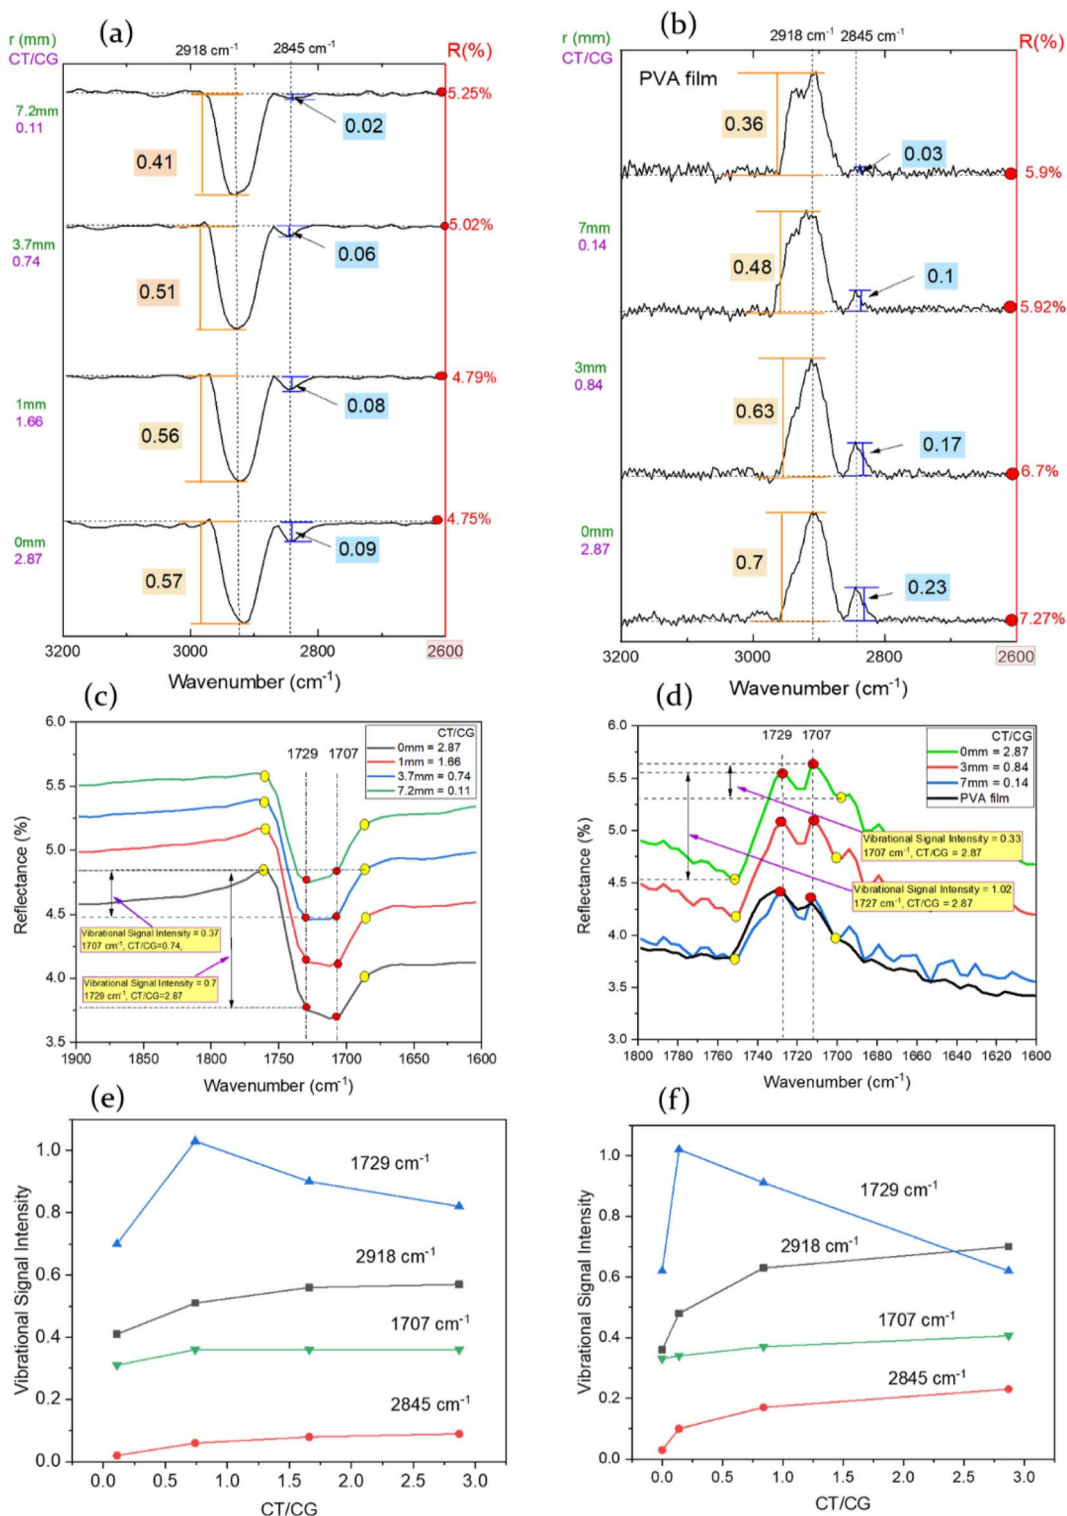 (a)
r (mm)
CT/CG
2918 cm⁻¹
2845 cm⁻¹
R(%)
5.25%
7.2mm
0.11
0.02
0.41
5.02%
3.7mm
0.74
0.06
0.51
4.79%
1mm
1.66
0.08
0.56
4.75%
0mm
2.87
0.09
0.57
3200
3000
2800
2600
Wavenumber (cm⁻¹)
(b)
r (mm)
CT/CG
2918 cm⁻¹
2845 cm⁻¹
R(%)
PVA film
0.36
0.03
5.9%
7mm
0.14
0.48
0.1
5.92%
3mm
0.84
0.63
0.17
6.7%
0mm
2.87
0.7
0.23
7.27%
3200
3000
2800
2600
Wavenumber (cm⁻¹)
(c)
6.0
5.5
5.0
4.5
4.0
3.5
Reflectance (%)
1729
1707
CT/CG
0mm = 2.87
1mm = 1.66
3.7mm = 0.74
7.2mm = 0.11
Vibrational Signal Intensity = 0.37
1707 cm⁻¹, CT/CG=0.74,
Vibrational Signal Intensity = 0.7
1729 cm⁻¹, CT/CG=2.87
1900
1850
1800
1750
1700
1650
1600
Wavenumber (cm⁻¹)
(d)
6.0
5.5
5.0
4.5
4.0
3.5
3.0
Reflectance (%)
1729
1707
CT/CG
0mm = 2.87
3mm = 0.84
7mm = 0.14
PVA film
Vibrational Signal Intensity = 0.33
1707 cm⁻¹, CT/CG = 2.87
Vibrational Signal Intensity = 1.02
1727 cm⁻¹, CT/CG = 2.87
1800
1780
1760
1740
1720
1700
1680
1660
1640
1620
1600
Wavenumber (cm⁻¹)
(e)
1.0
0.8
0.6
0.4
0.2
0.0
Vibrational Signal Intensity
1729 cm⁻¹
2918 cm⁻¹
1707 cm⁻¹
2845 cm⁻¹
0.0
0.5
1.0
1.5
2.0
2.5
3.0
CT/CG
(f)
1.0
0.8
0.6
0.4
0.2
0.0
Vibrational Signal Intensity
1729 cm⁻¹
2918 cm⁻¹
1707 cm⁻¹
2845 cm⁻¹
0.0
0.5
1.0
1.5
2.0
2.5
3.0
CT/CG